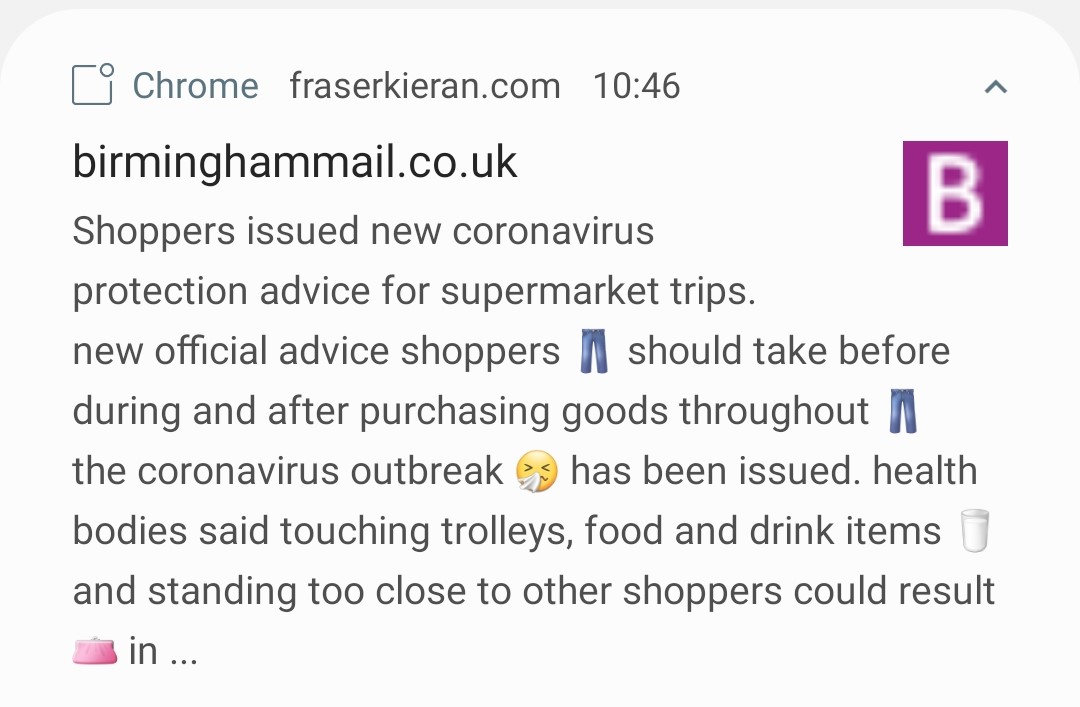 Chrome fraserkieran.com 10:46
birminghammail.co.uk
B
Shoppers issued new coronavirus
protection advice for supermarket trips.
new official advice shoppers 👖 should take before
during and after purchasing goods throughout 👖
the coronavirus outbreak 🤧 has been issued. health
bodies said touching trolleys, food and drink items 🥛
and standing too close to other shoppers could result
👛 in ...